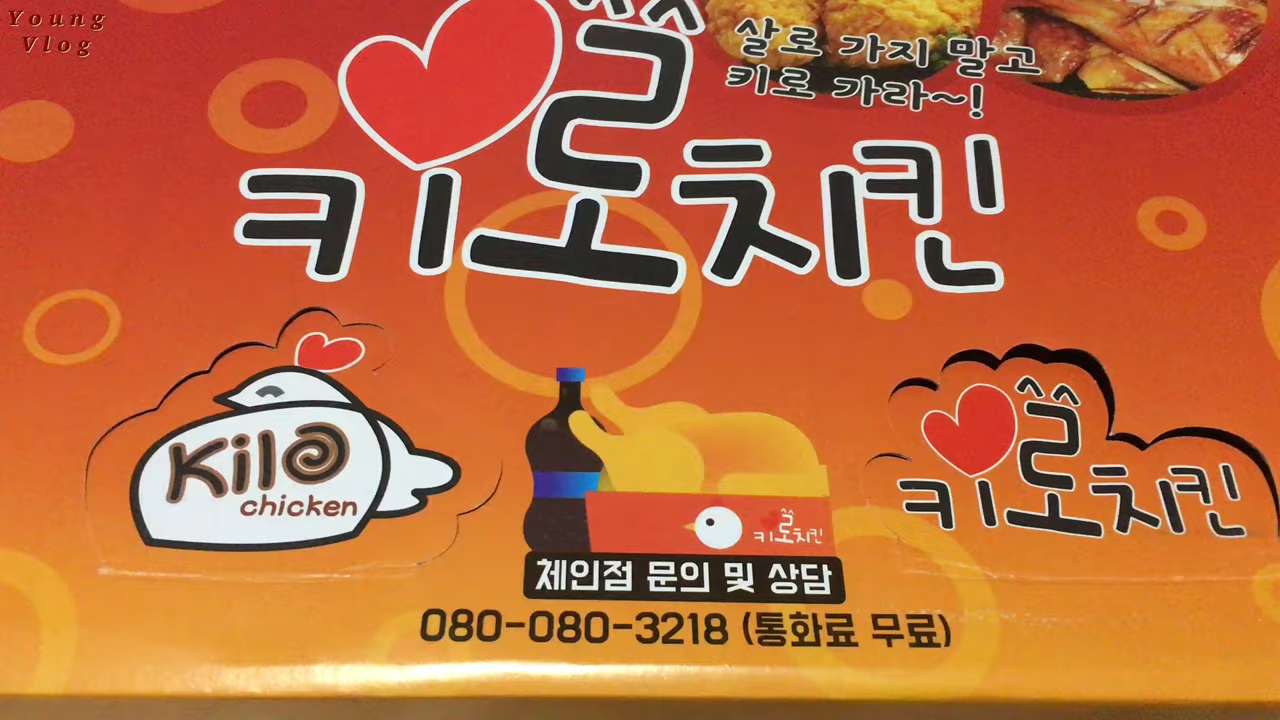 Young
Vlog
살로 가지 말고
키로 가라~!
키로치킨
Kilo
chicken
키로치킨
키로치킨
체인점 문의 및 상담
080-080-3218 (통화료 무료)